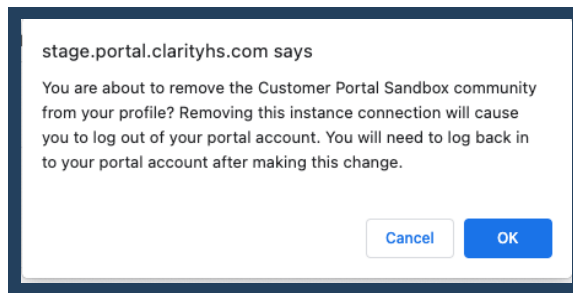 stage.portal.clarityhs.com says
You are about to remove the Customer Portal Sandbox community
from your profile? Removing this instance connection will cause
you to log out of your portal account. You will need to log back in
to your portal account after making this change.
Cancel
OK